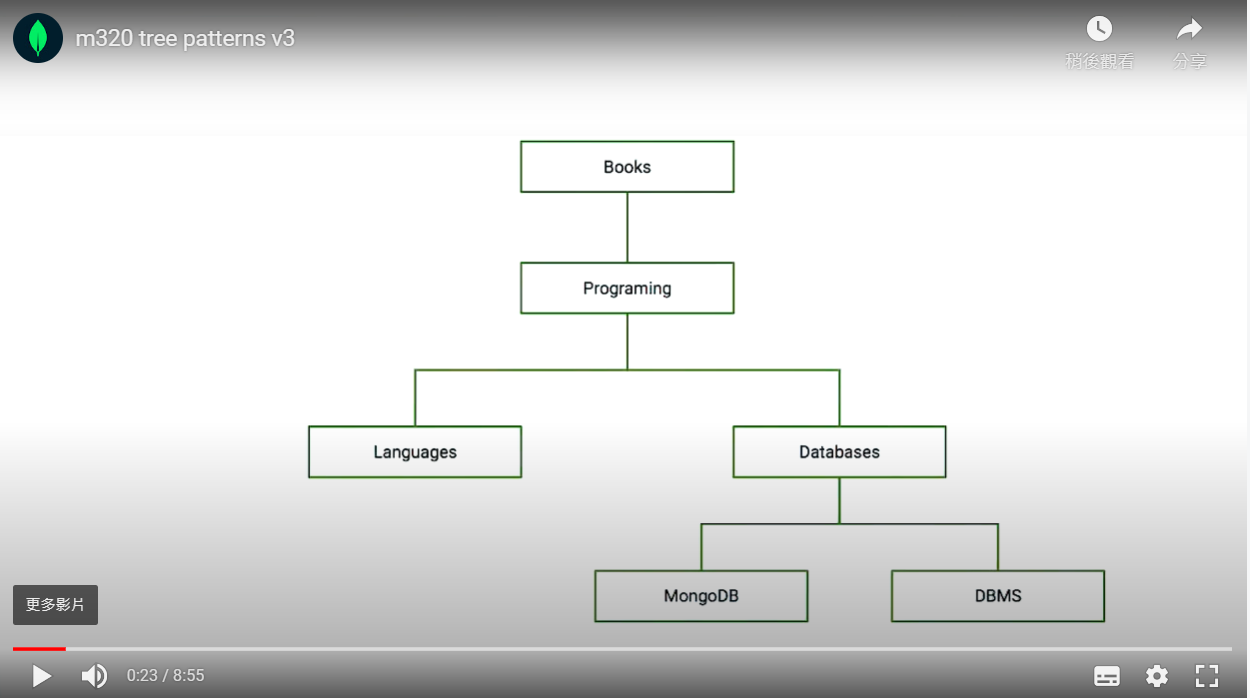 m320 tree patterns v3
稍後觀看
分享
Books
Programing
Languages
Databases
MongoDB
DBMS
更多影片
0:23 / 8:55